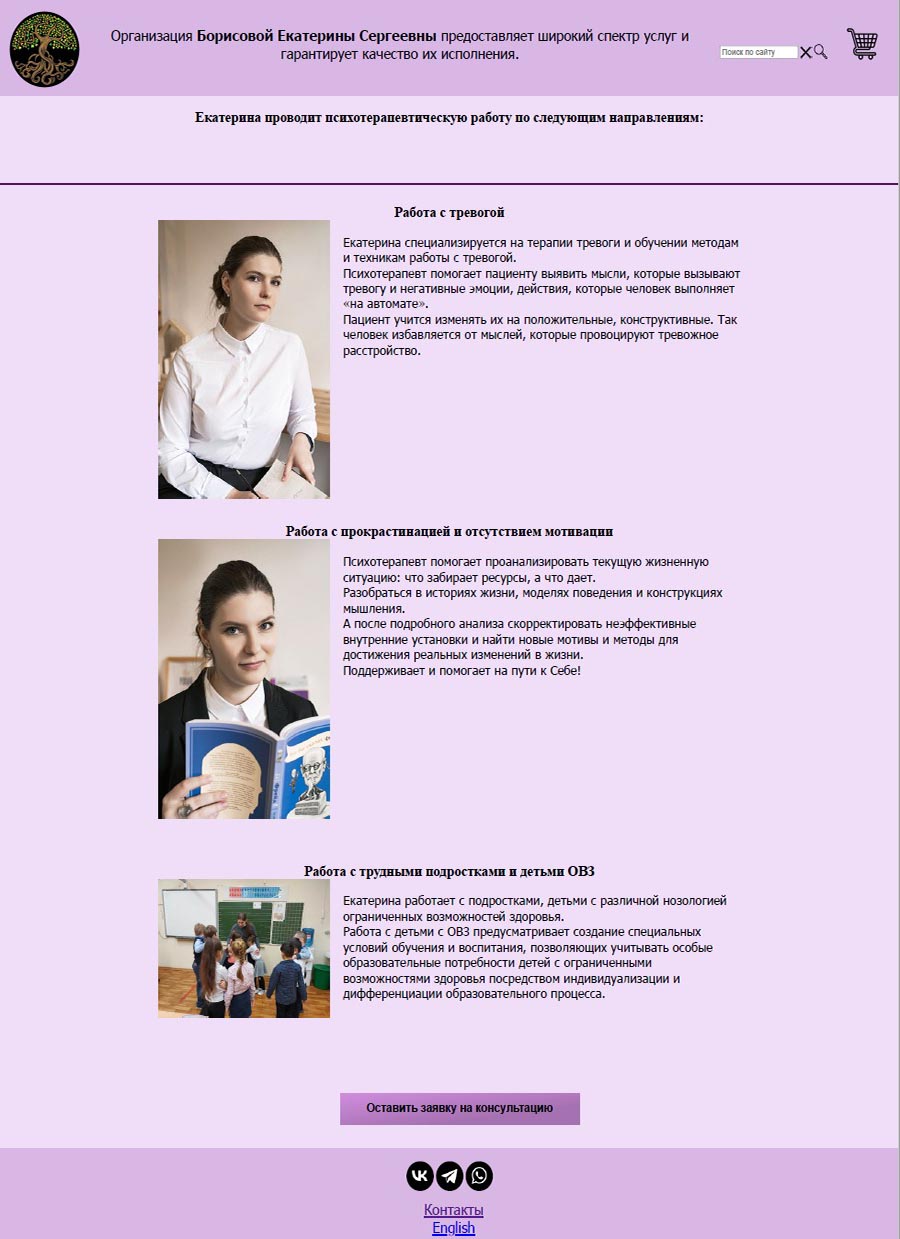 Организация Борисовой Екатерины Сергеевны предоставляет широкий спектр услуг и
гарантирует качество их исполнения.
Поиск по сайту
Екатерина проводит психотерапевтическую работу по следующим направлениям:
Работа с тревогой
Екатерина специализируется на терапии тревоги и обучении методам
и техникам работы с тревогой.
Психотерапевт помогает пациенту выявить мысли, которые вызывают
тревогу и негативные эмоции, действия, которые человек выполняет
«на автомате».
Пациент учится изменять их на положительные, конструктивные. Так
человек избавляется от мыслей, которые провоцируют тревожное
расстройство.
Работа с прокрастинацией и отсутствием мотивации
Психотерапевт помогает проанализировать текущую жизненную
ситуацию: что забирает ресурсы, а что дает.
Разобраться в историях жизни, моделях поведения и конструкциях
мышления.
А после подробного анализа скорректировать неэффективные
внутренние установки и найти новые мотивы и методы для
достижения реальных изменений в жизни.
Поддерживает и помогает на пути к Себе!
Работа с трудными подростками и детьми ОВЗ
Екатерина работает с подростками, детьми с различной нозологией
ограниченных возможностей здоровья.
Работа с детьми с ОВЗ предусматривает создание специальных
условий обучения и воспитания, позволяющих учитывать особые
образовательные потребности детей с ограниченными
возможностями здоровья посредством индивидуализации и
дифференциации образовательного процесса.
Оставить заявку на консультацию
Контакты
English